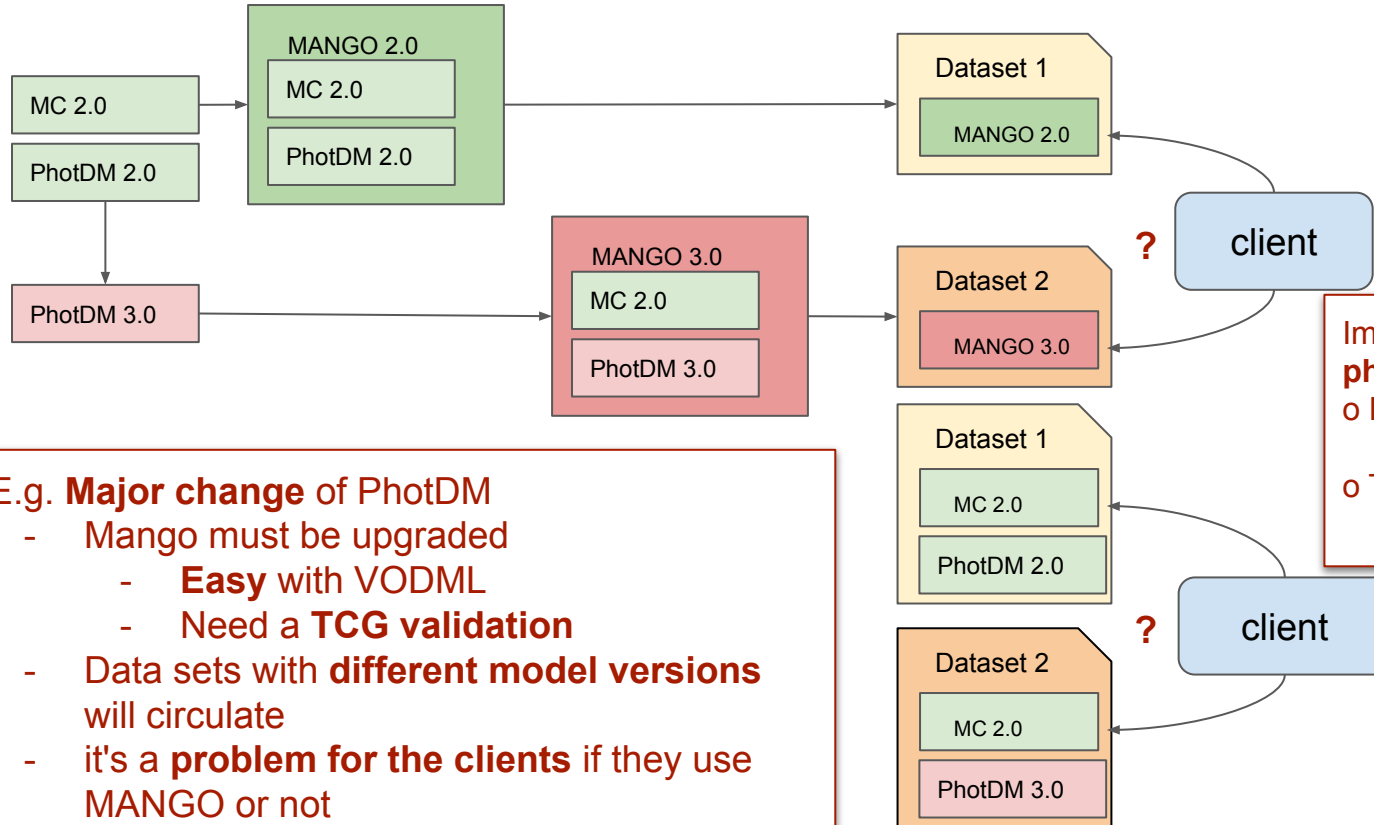 MANGO 2.0
MC 2.0
PhotDM 2.0
MC 2.0
PhotDM 2.0
PhotDM 3.0
MANGO 3.0
MC 2.0
PhotDM 3.0
Dataset 1
MANGO 2.0
?
client
Dataset 2
MANGO 3.0
Dataset 1
MC 2.0
PhotDM 2.0
?
client
Dataset 2
MC 2.0
PhotDM 3.0
E.g. Major change of PhotDM
- Mango must be upgraded
- Easy with VODML
- Need a TCG validation
- Data sets with different model versions
will circulate
- it's a problem for the clients if they use
MANGO or not
o
o